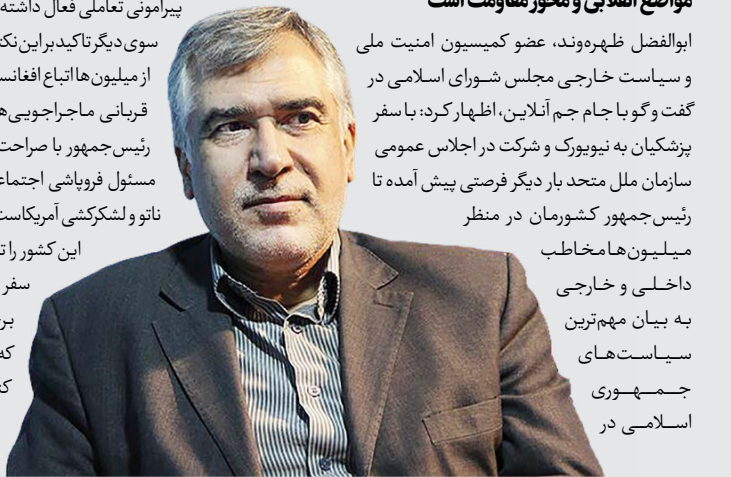 مواضع انقلابی و محور مقاومت است
ابوالفضل ظهره‌وند، عضو کمیسیون امنیت ملی
و سیاست خارجی مجلس شورای اسلامی در
گفت و گو با جام جم آنلاین، اظهار کرد: با سفر
پزشکیان به نیویورک و شرکت در اجلاس عمومی
سازمان ملل متحد بار دیگر فرصتی پیش آمده تا
رئیس‌جمهور کشورمان در منظر
میلیون‌ها مخاطب
داخلی و خارجی
به بیان مهم‌ترین
سیاست‌های
جمهوری
اسلامی در
پیرامونی تعاملی فعال داشته
سوی دیگر تاکید بر این نکت
از میلیون‌ها اتباع افغانس
قربانی ماجراجویی‌ه
رئیس‌جمهور با صراحت
مسئول فروپاشی اجتماع
ناتو و لشکرکشی آمریکاست
این کشور را ت
سفر
بر
که
کن